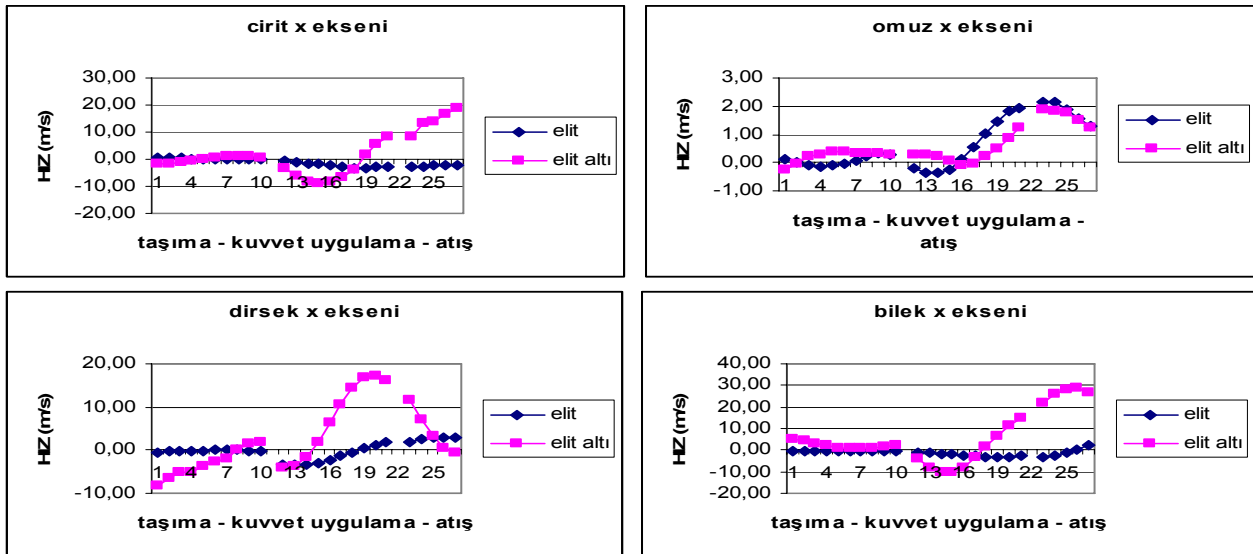 cirit x ekseni
30,00
20,00
10,00
0,00
-10,00
-20,00
HIZ (m/s)
1 4 7 10 13 16 19 22 25
taşıma - kuvvet uygulama - atış
elit
elit altı
omuz x ekseni
3,00
2,00
1,00
0,00
-1,00
HIZ (m/s)
1 4 7 10 13 16 19 22 25
taşıma - kuvvet uygulama -
atış
elit
elit altı
dirsek x ekseni
20,00
10,00
0,00
-10,00
HIZ (m/s)
1 4 7 10 13 16 19 22 25
taşıma - kuvvet uygulama - atış
elit
elit altı
bilek x ekseni
40,00
30,00
20,00
10,00
0,00
-10,00
-20,00
HIZ (m/s)
1 4 7 10 13 16 19 22 25
taşıma - kuvvet uygulama - atış
elit
elit altı